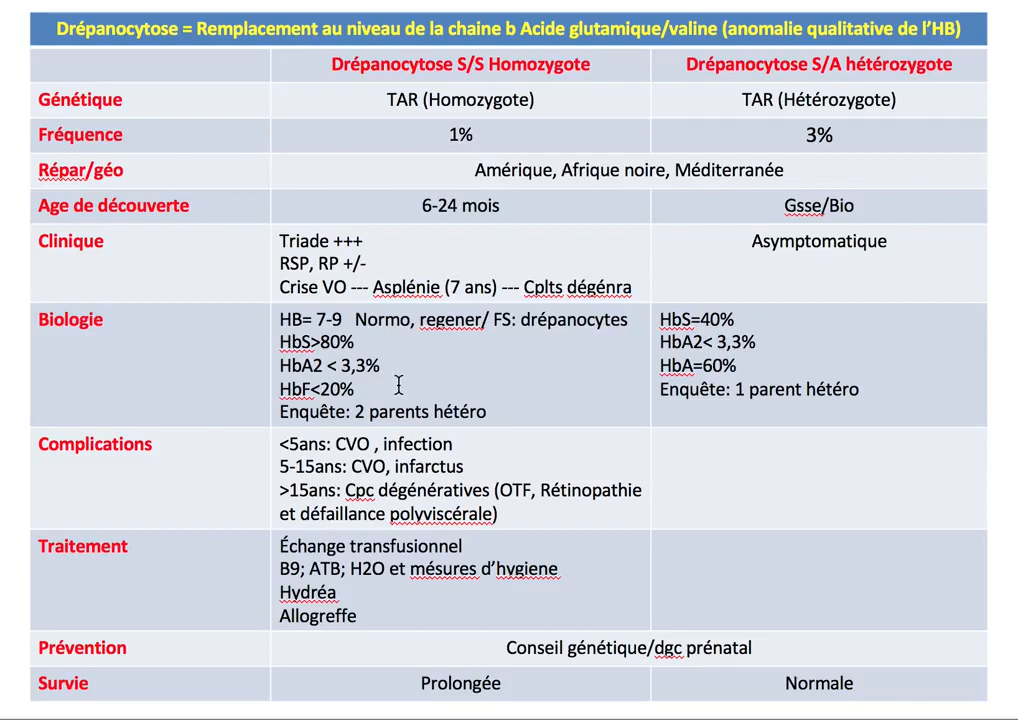 Drépanocytose = Remplacement au niveau de la chaine b Acide glutamique/valine (anomalie qualitative de l'HB)
Drépanocytose S/S Homozygote
Drépanocytose S/A hétérozygote
Génétique
TAR (Homozygote)
TAR (Hétérozygote)
Fréquence
1%
3%
Répar/géo
Amérique, Afrique noire, Méditerranée
Age de découverte
6-24 mois
Gsse/Bio
Clinique
Triade +++
RSP, RP +/-
Crise VO --- Asplénie (7 ans) --- Cplts dégénra
Asymptomatique
Biologie
HB= 7-9 Normo, regener/ FS: drépanocytes
HbS>80%
HbA2 < 3,3%
HbF<20%
Enquête: 2 parents hétéro
HbS=40%
HbA2< 3,3%
HbA=60%
Enquête: 1 parent hétéro
Complications
<5ans: CVO , infection
5-15ans: CVO, infarctus
>15ans: Cpc dégénératives (OTF, Rétinopathie
et défaillance polyviscérale)
Traitement
Échange transfusionnel
B9; ATB; H2O et mésures d'hygiene
Hydréa
Allogreffe
Prévention
Conseil génétique/dgc prénatal
Survie
Prolongée
Normale